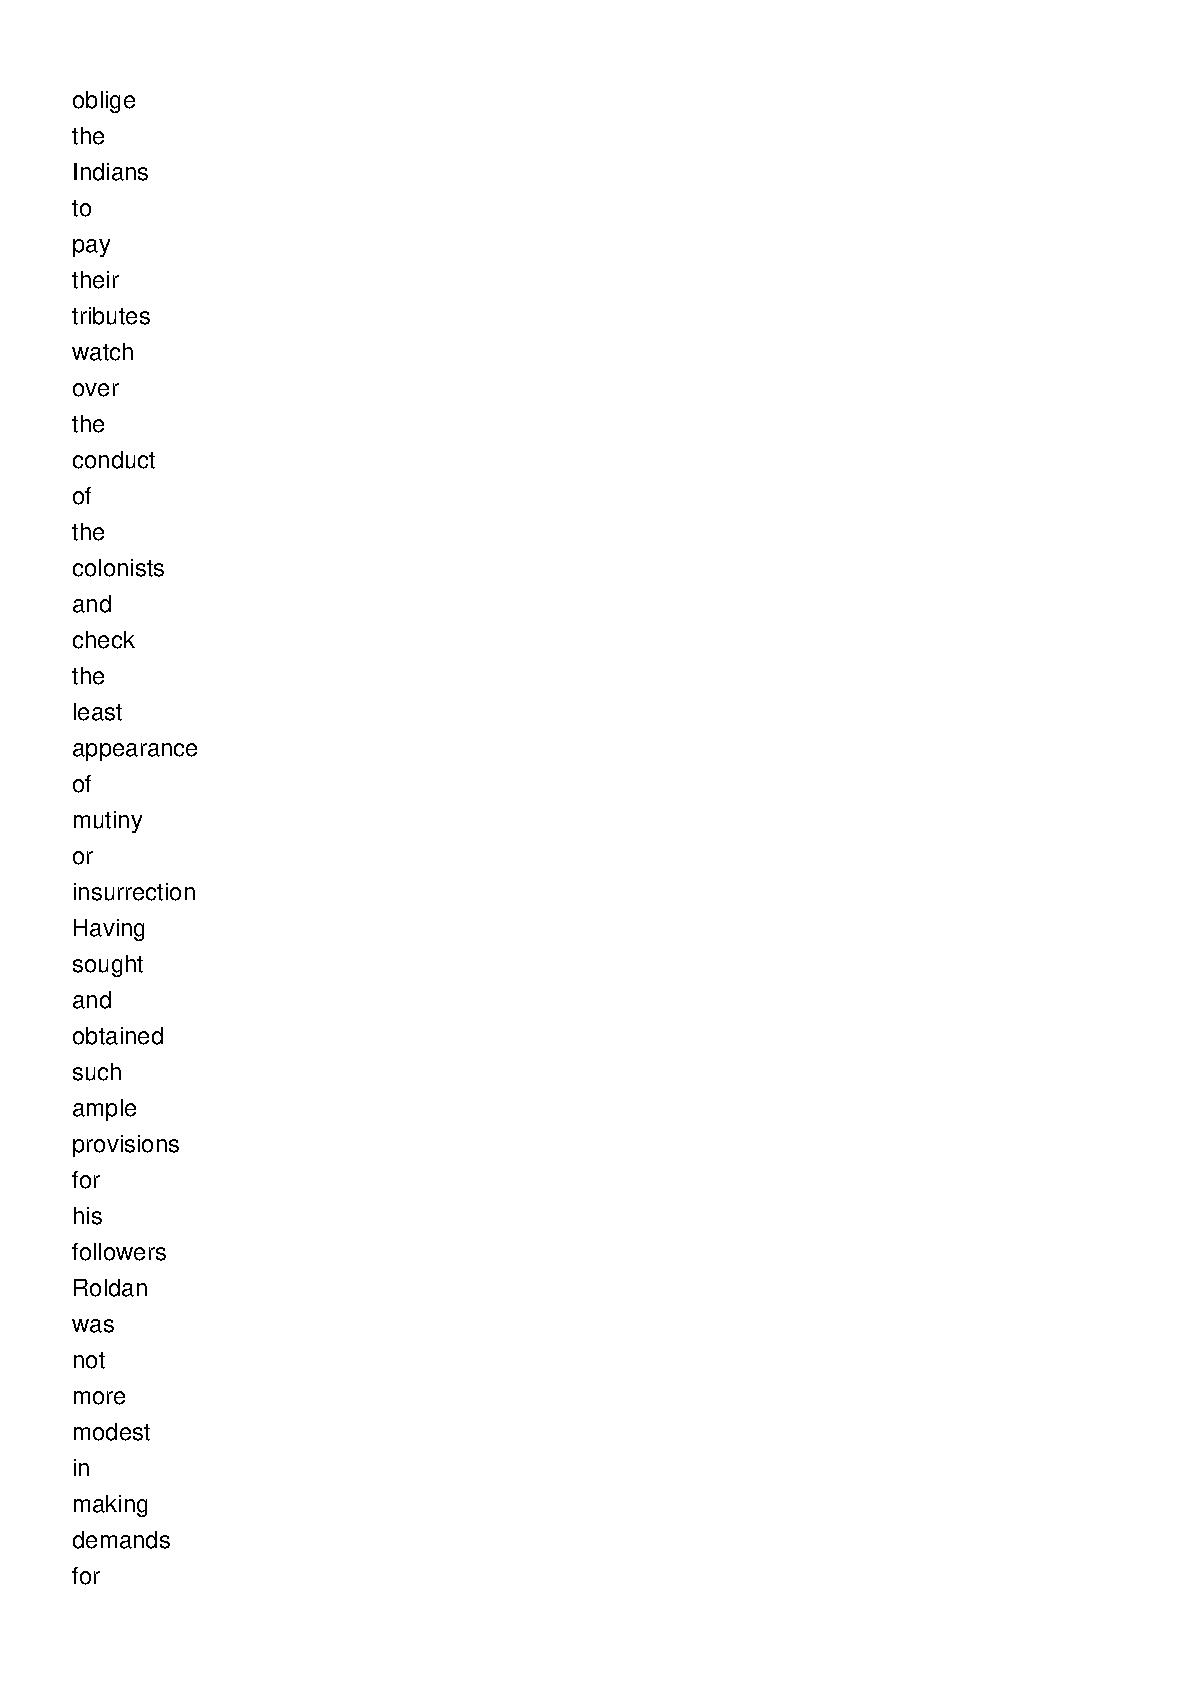 oblige
the
Indians
to
pay
their
tributes
watch
over
the
conduct
of
the
colonists
and
check
the
least
appearance
of
mutiny
or
insurrection
Having
sought
and
obtained
such
ample
provisions
for
his
followers
Roldan
was
not
more
modest
in
making
demands
for